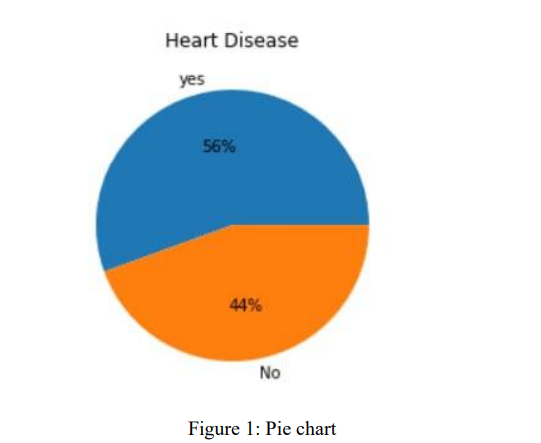 Heart Disease
yes
56%
44%
No
Figure 1: Pie chart